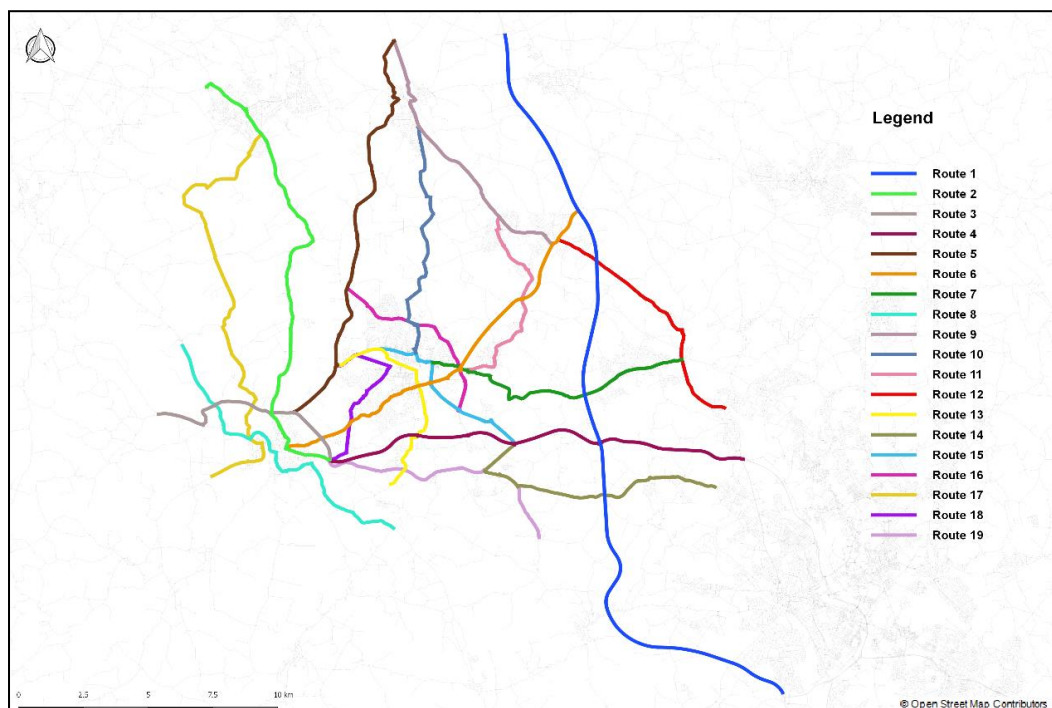 Legend
Route 1
Route 2
Route 3
Route 4
Route 5
Route 6
Route 7
Route 8
Route 9
Route 10
Route 11
Route 12
Route 13
Route 14
Route 15
Route 16
Route 17
Route 18
Route 19
0 2.5 5 7.5 10 km
© Open Street Map Contributors